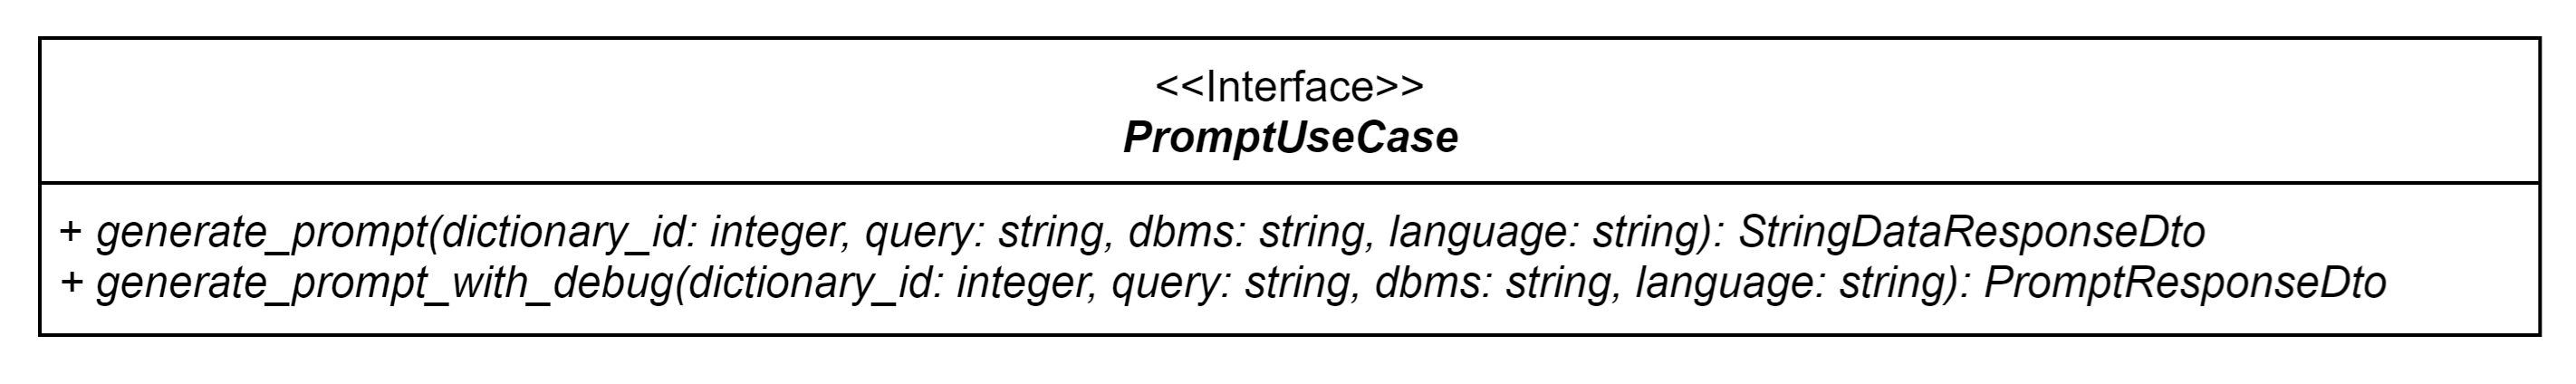 <<Interface>>
PromptUseCase
+ generate_prompt(dictionary_id: integer, query: string, dbms: string, language: string): StringDataResponseDto
+ generate_prompt_with_debug(dictionary_id: integer, query: string, dbms: string, language: string): PromptResponseDto